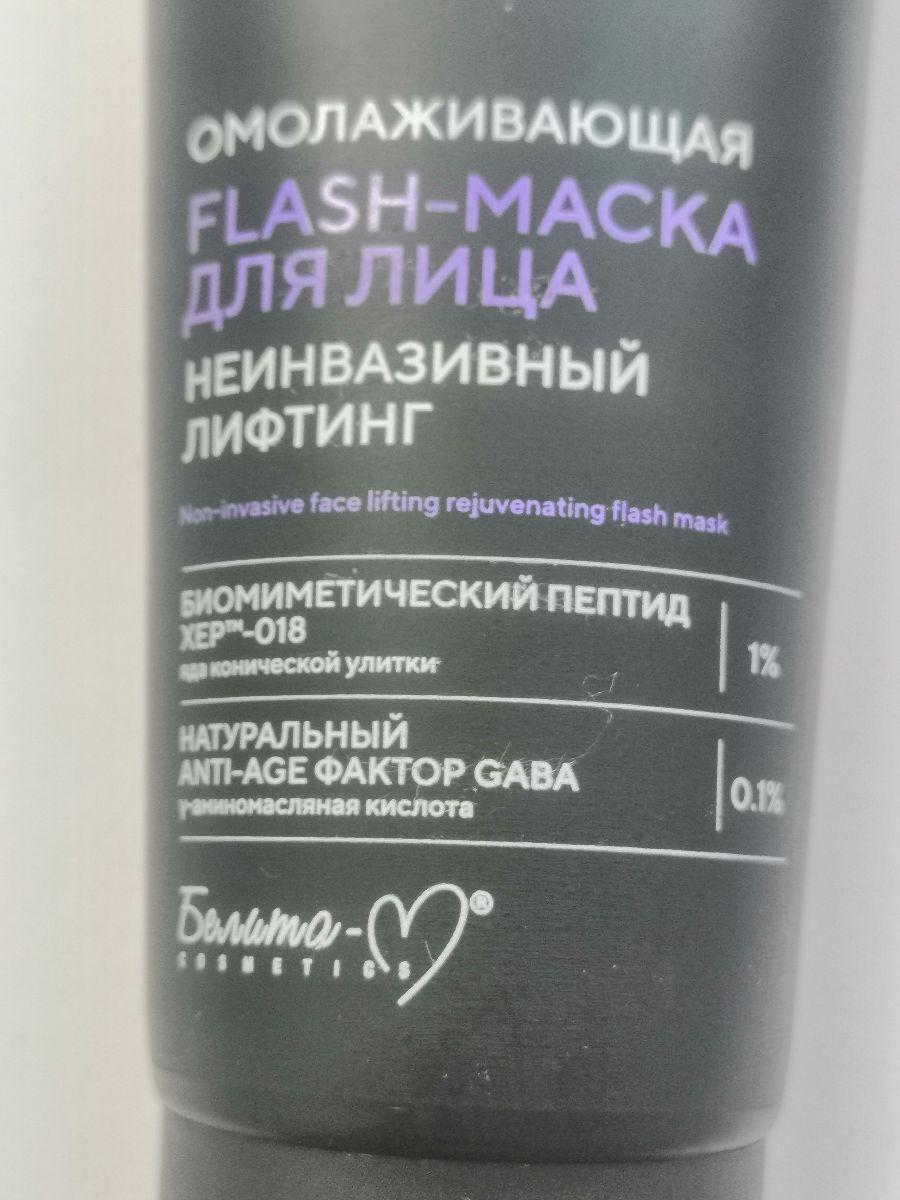 ОМОЛАЖИВАЮЩАЯ
FLASH-МАСКА
ДЛЯ ЛИЦА
НЕИНВАЗИВНЫЙ
ЛИФТИНГ
Non-invasive face lifting rejuvenating flash mask
БИОМИМЕТИЧЕСКИЙ ПЕПТИД
XEP™-018
яда конической улитки
1%
НАТУРАЛЬНЫЙ
ANTI-AGE ФАКТОР GABA
γ-аминомасляная кислота
0.1%
Белита-М®
COSMETICS